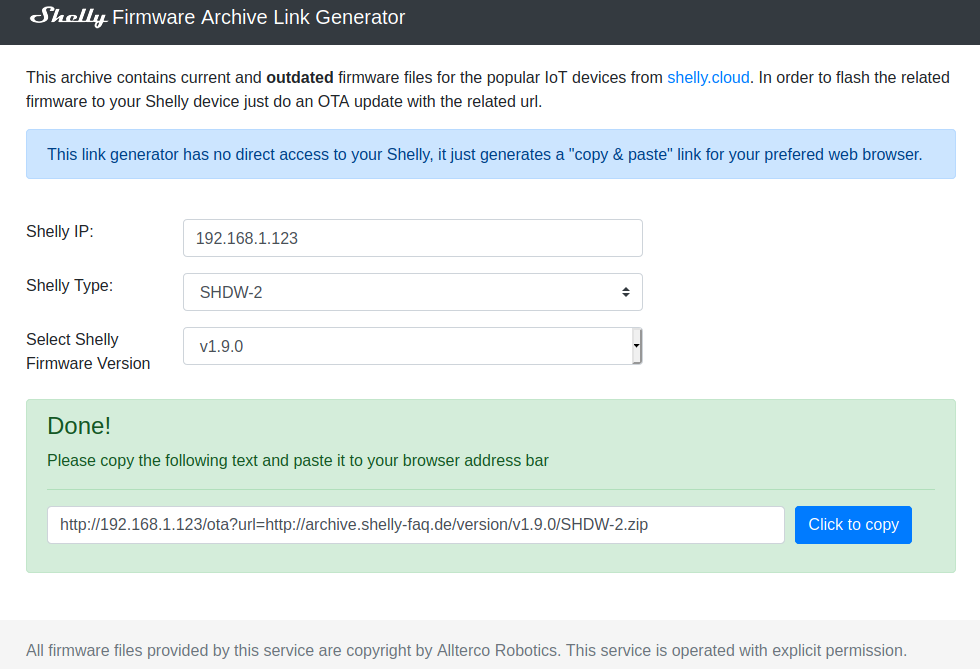 Shelly Firmware Archive Link Generator
This archive contains current and outdated firmware files for the popular IoT devices from shelly.cloud. In order to flash the related
firmware to your Shelly device just do an OTA update with the related url.
This link generator has no direct access to your Shelly, it just generates a "copy & paste" link for your prefered web browser.
Shelly IP:
192.168.1.123
Shelly Type:
SHDW-2
Select Shelly
Firmware Version
v1.9.0
Done!
Please copy the following text and paste it to your browser address bar
http://192.168.1.123/ota?url=http://archive.shelly-faq.de/version/v1.9.0/SHDW-2.zip
Click to copy
All firmware files provided by this service are copyright by Allterco Robotics. This service is operated with explicit permission.